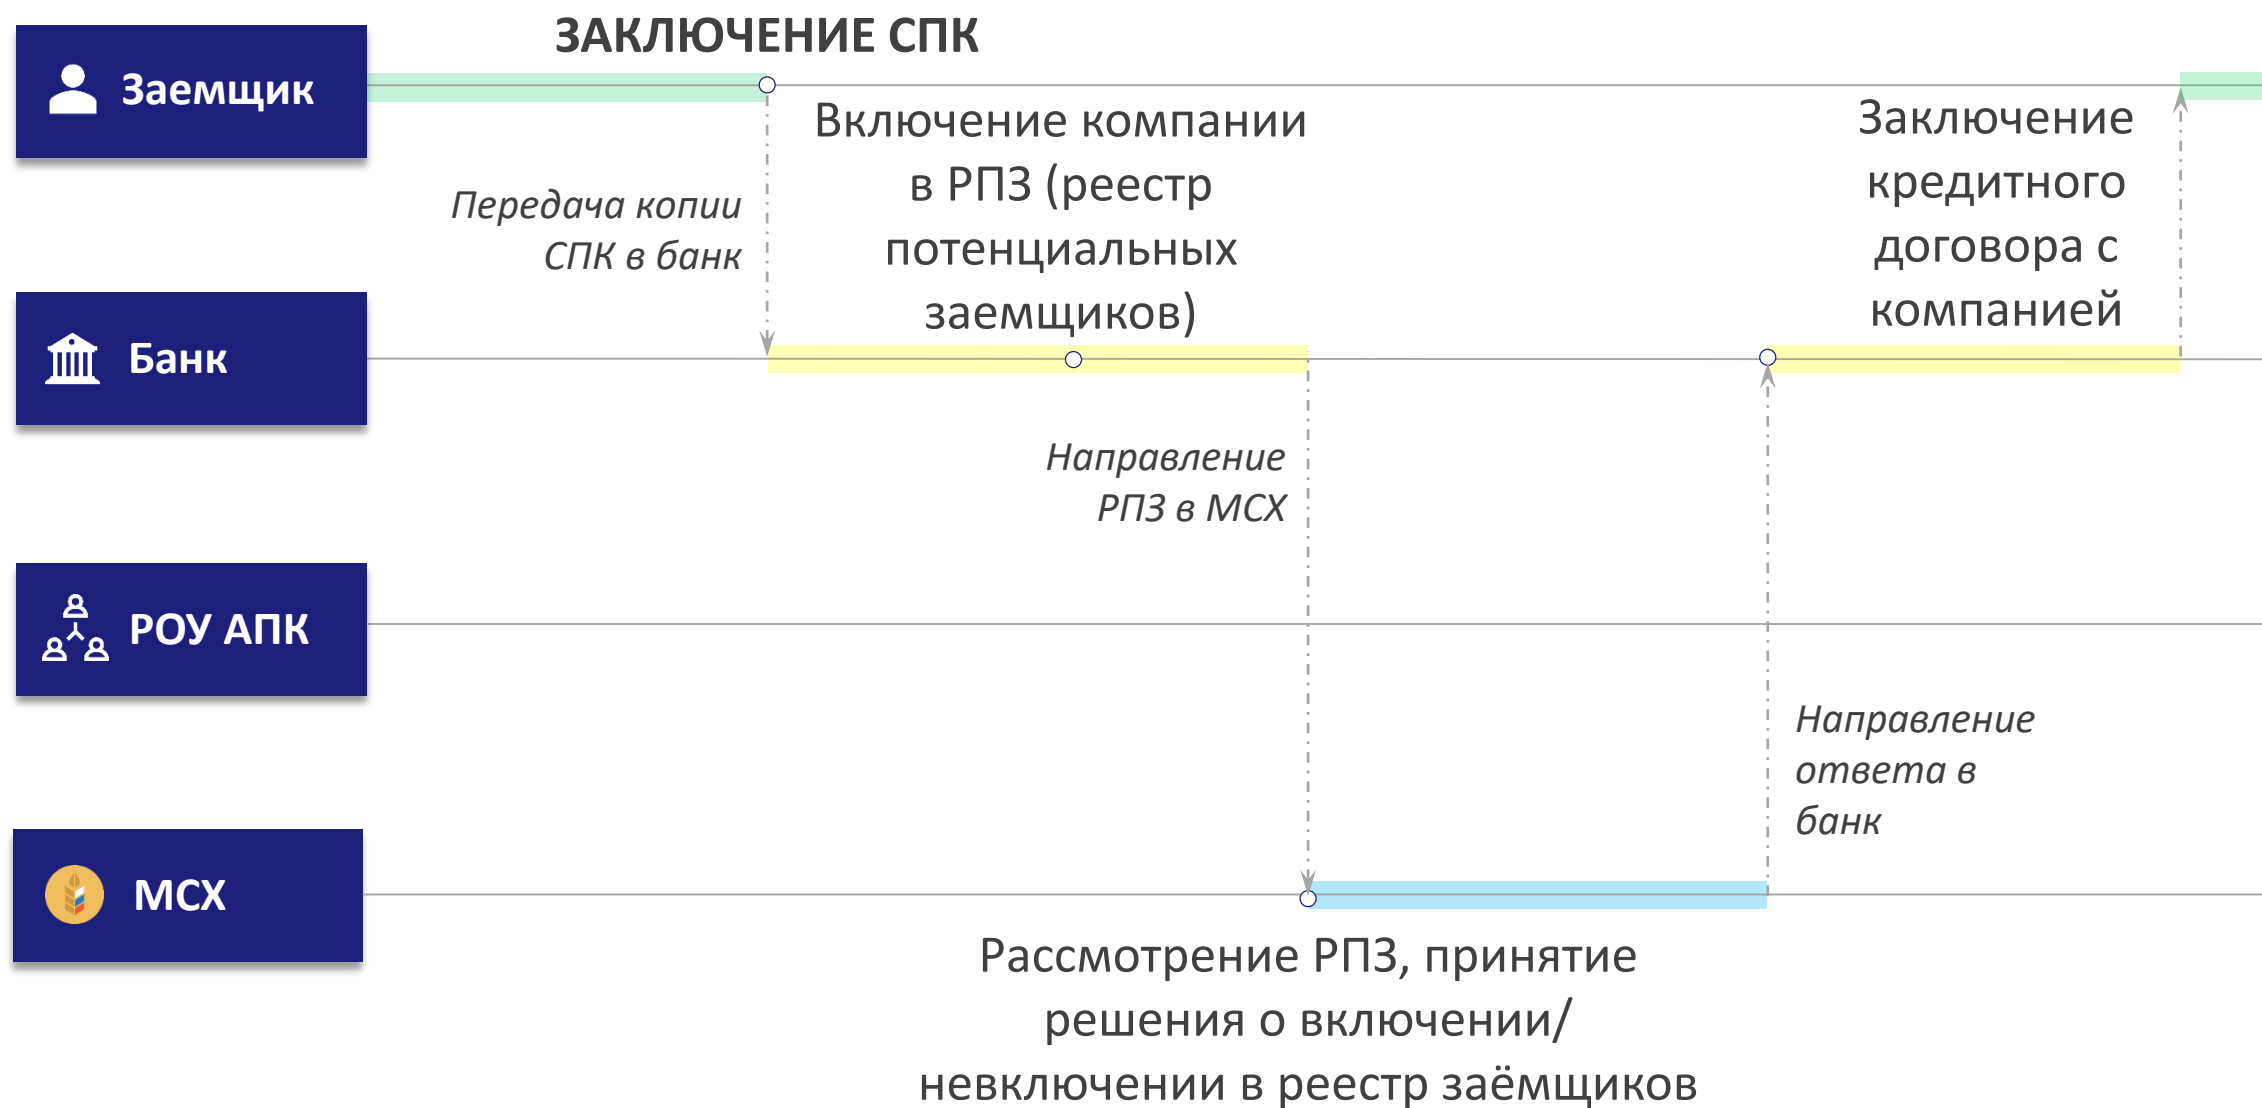 ЗАКЛЮЧЕНИЕ СПК
Заемщик
Включение компании
в РПЗ (реестр
потенциальных
заемщиков)
Заключение
кредитного
договора с
компанией
Передача копии
СПК в банк
Банк
Направление
РПЗ в МСХ
РОУ АПК
Направление
ответа в
банк
МСХ
Рассмотрение РПЗ, принятие
решения о включении/
невключении в реестр заёмщиков